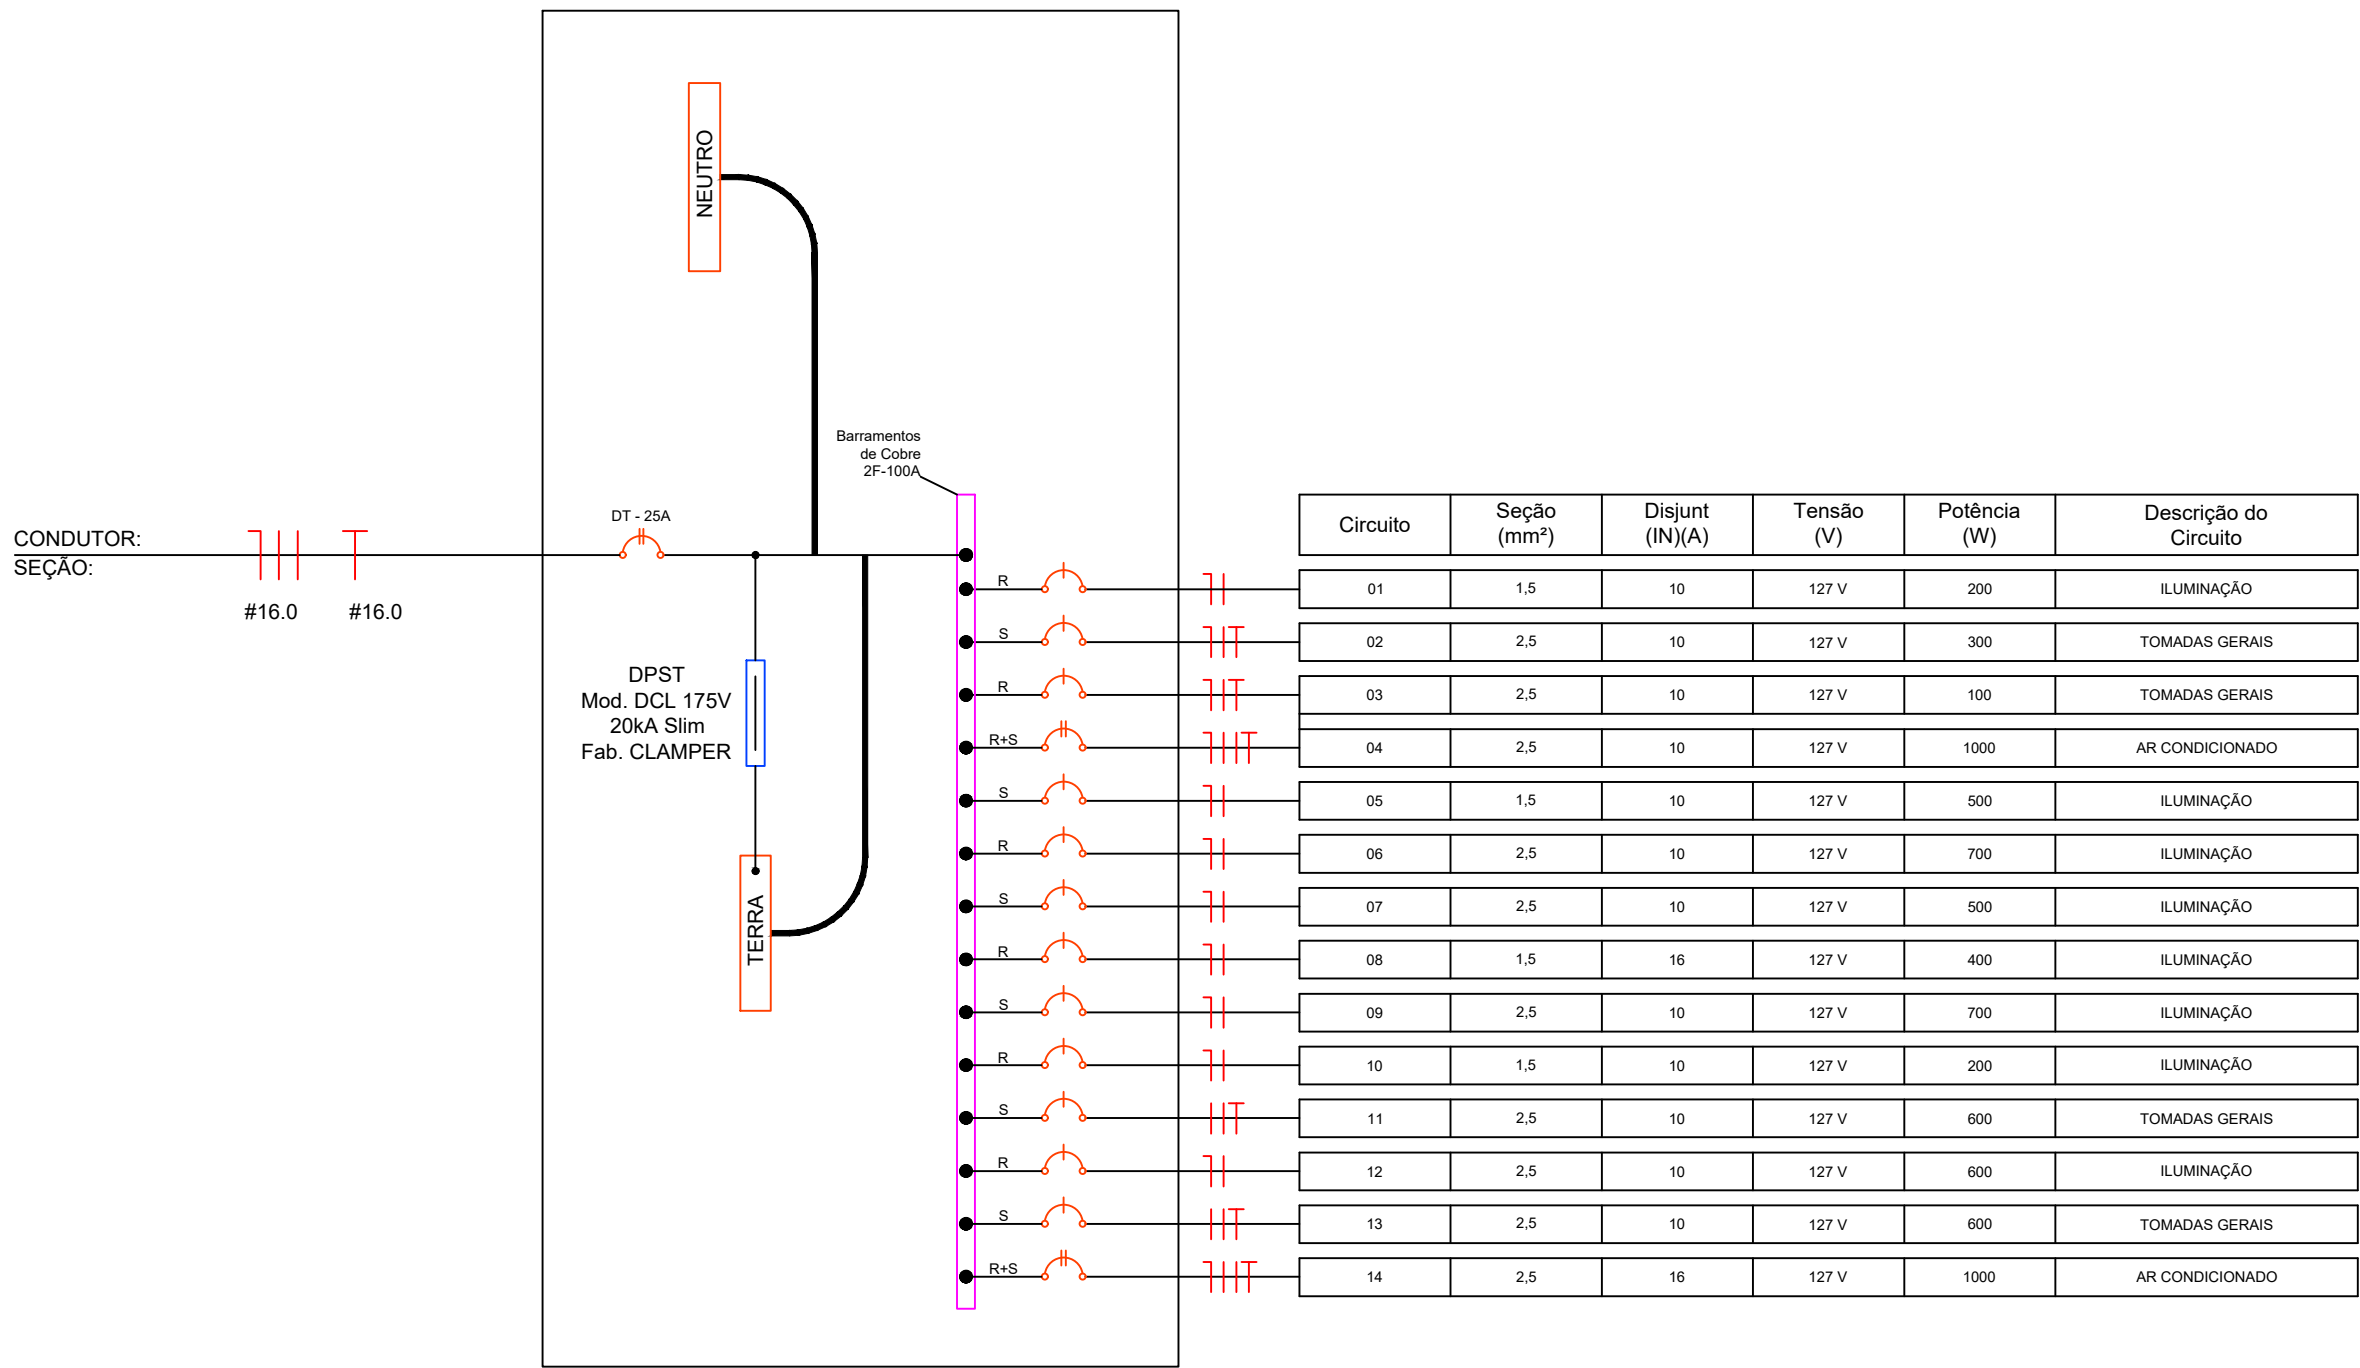 NEUTRO
Barramentos
de Cobre
2F-100A
DT - 25A
CONDUTOR:
SEÇÃO:
#16.0 #16.0
DPST
Mod. DCL 175V
20kA Slim
Fab. CLAMPER
TERRA
Circuito Seção (mm²) Disjunt (IN)(A) Tensão (V) Potência (W) Descrição do Circuito
R 01 1,5 10 127 V 200 ILUMINAÇÃO
S 02 2,5 10 127 V 300 TOMADAS GERAIS
R 03 2,5 10 127 V 100 TOMADAS GERAIS
R+S 04 2,5 10 127 V 1000 AR CONDICIONADO
S 05 1,5 10 127 V 500 ILUMINAÇÃO
R 06 2,5 10 127 V 700 ILUMINAÇÃO
S 07 2,5 10 127 V 500 ILUMINAÇÃO
R 08 1,5 16 127 V 400 ILUMINAÇÃO
S 09 2,5 10 127 V 700 ILUMINAÇÃO
R 10 1,5 10 127 V 200 ILUMINAÇÃO
S 11 2,5 10 127 V 600 TOMADAS GERAIS
R 12 2,5 10 127 V 600 ILUMINAÇÃO
S 13 2,5 10 127 V 600 TOMADAS GERAIS
R+S 14 2,5 16 127 V 1000 AR CONDICIONADO